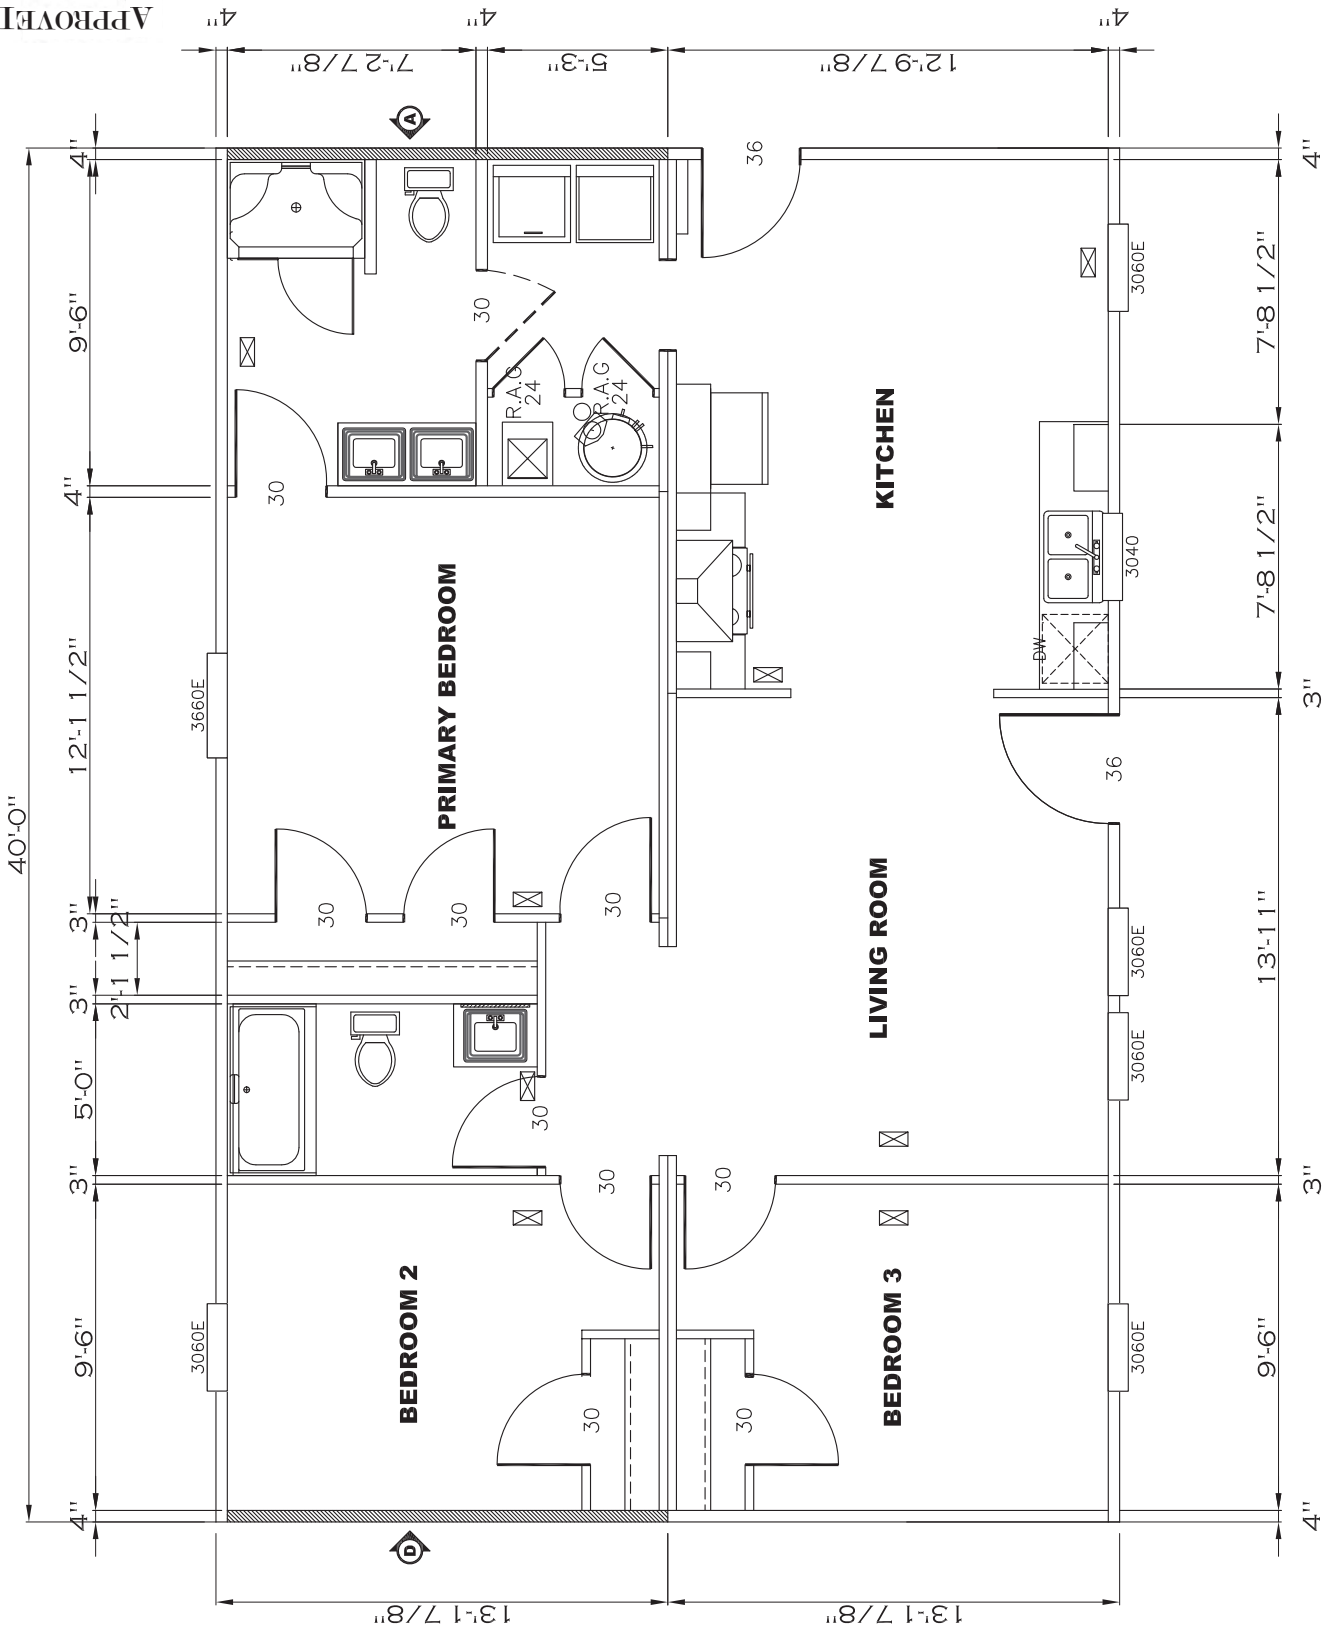 APPROVED
4"
4"
4"
7'-2 7/8"
5'-3"
12'-9 7/8"
A
40'-0"
4"
9'-6"
4"
12'-1 1/2"
3"
2'-1 1/2"
3"
5'-0"
3"
9'-6"
4"
36
30
R.A.G
24
R.A.G
24
30
3060E
4"
7'-8 1/2"
KITCHEN
PRIMARY BEDROOM
3660E
3040
DW
7'-8 1/2"
3"
36
30
30
30
LIVING ROOM
3060E
3060E
13'-11"
30
30
30
3"
BEDROOM 2
BEDROOM 3
3060E
3060E
9'-6"
30
30
4"
D
13'-1 7/8"
13'-1 7/8"